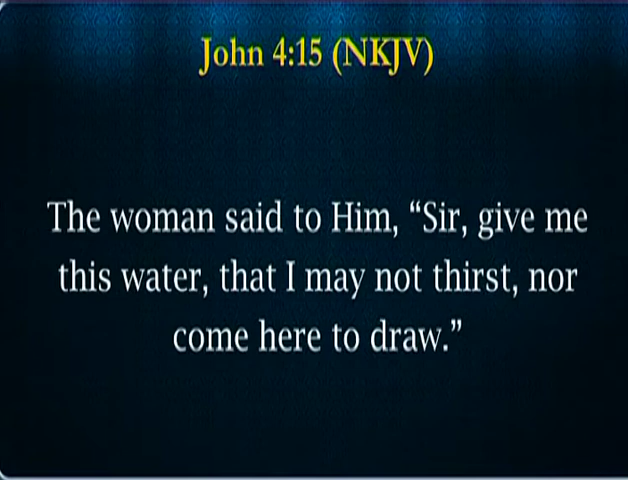 John 4:15 (NKJV)
The woman said to Him, “Sir, give me
this water, that I may not thirst, nor
come here to draw.”